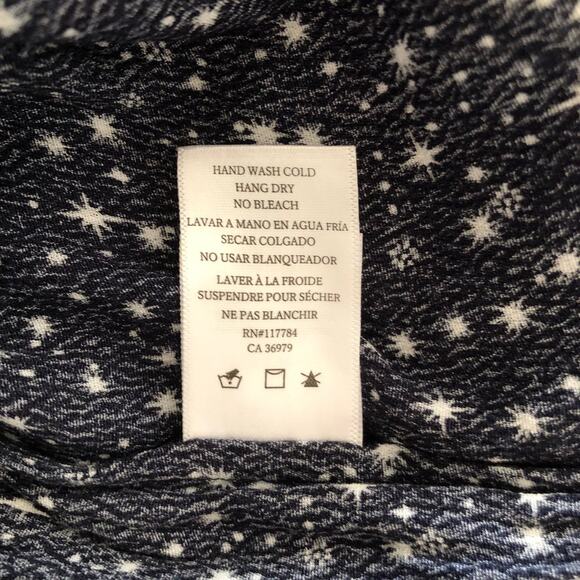 HAND WASH COLD
HANG DRY
NO BLEACH
LAVAR A MANO EN AGUA FRÍA
SECAR COLGADO
NO USAR BLANQUEADOR
LAVER À LA FROIDE
SUSPENDRE POUR SÉCHER
NE PAS BLANCHIR
RN#117784
CA 36979